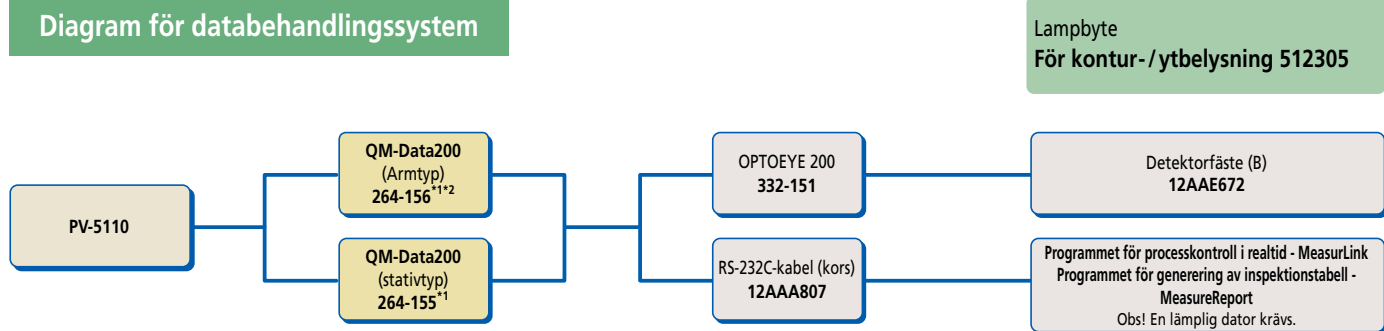 Diagram för databehandlingssystem
Lampbyte
För kontur-/ytbelysning 512305
PV-5110
QM-Data200
(Armtyp)
264-156*1*2
QM-Data200
(stativtyp)
264-155*1
OPTOEYE 200
332-151
RS-232C-kabel (kors)
12AAA807
Detektorfäste (B)
12AAE672
Programmet för processkontroll i realtid - MeasurLink
Programmet för generering av inspektionstabell -
MeasureReport
Obs! En lämplig dator krävs.